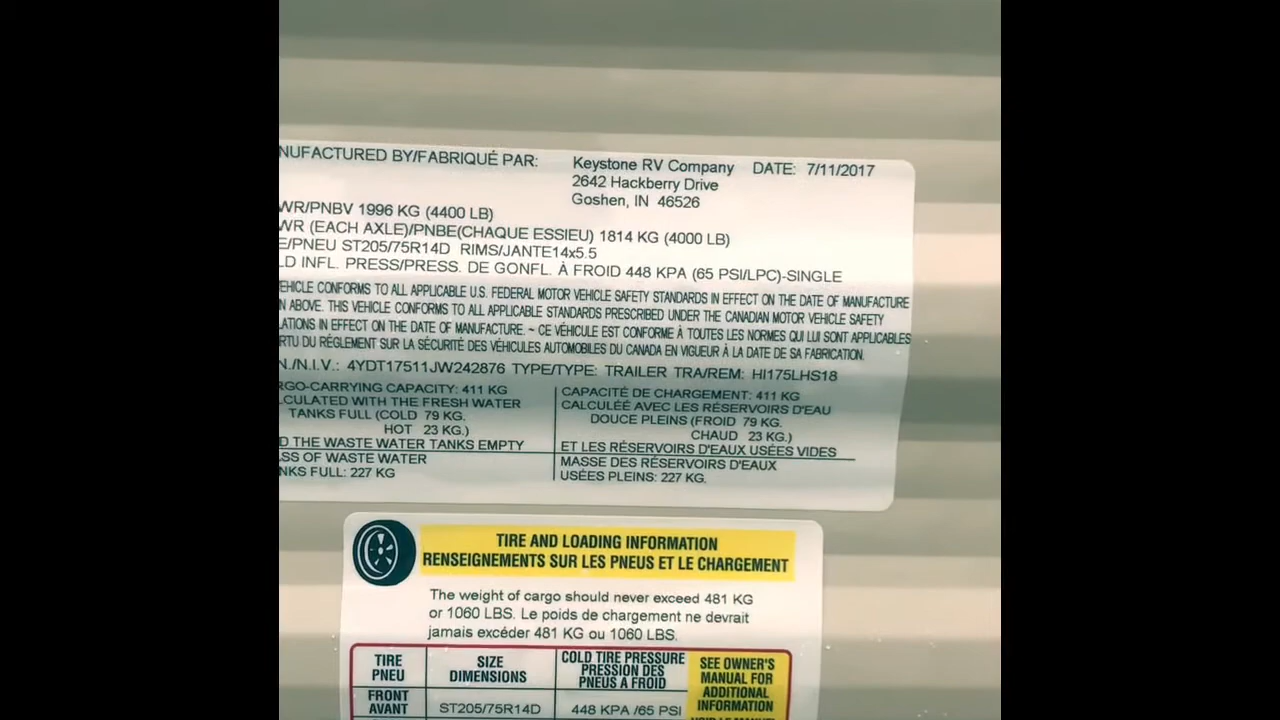 NUFACTURED BY/FABRIQUÉ PAR: Keystone RV Company DATE: 7/11/2017
2642 Hackberry Drive
Goshen, IN 46526
WR/PNBV 1996 KG (4400 LB)
WR (EACH AXLE)/PNBE(CHAQUE ESSIEU) 1814 KG (4000 LB)
E/PNEU ST205/75R14D RIMS/JANTE14x5.5
LD INFL. PRESS/PRESS. DE GONFL. À FROID 448 KPA (65 PSI/LPC)-SINGLE
EHICLE CONFORMS TO ALL APPLICABLE U.S. FEDERAL MOTOR VEHICLE SAFETY STANDARDS IN EFFECT ON THE DATE OF MANUFACTURE
N ABOVE. THIS VEHICLE CONFORMS TO ALL APPLICABLE STANDARDS PRESCRIBED UNDER THE CANADIAN MOTOR VEHICLE SAFETY
LATIONS IN EFFECT ON THE DATE OF MANUFACTURE. ~ CE VÉHICULE EST CONFORME À TOUTES LES NORMES QUI LUI SONT APPLICABLES
RTU DU RÉGLEMENT SUR LA SÉCURITÉ DES VÉHICULES AUTOMOBILES DU CANADA EN VIGUEUR À LA DATE DE SA FABRICATION.
N./N.I.V.: 4YDT17511JW242876 TYPE/TYPE: TRAILER TRA/REM: HI175LHS18
RGO-CARRYING CAPACITY: 411 KG
LCULATED WITH THE FRESH WATER
TANKS FULL (COLD 79 KG.
HOT 23 KG.)
D THE WASTE WATER TANKS EMPTY
SS OF WASTE WATER
NKS FULL: 227 KG
CAPACITÉ DE CHARGEMENT: 411 KG
CALCULÉE AVEC LES RÉSERVOIRS D'EAU
DOUCE PLEINS (FROID 79 KG.
CHAUD 23 KG.)
ET LES RÉSERVOIRS D'EAUX USÉES VIDES
MASSE DES RÉSERVOIRS D'EAUX
USÉES PLEINS: 227 KG.
TIRE AND LOADING INFORMATION
RENSEIGNEMENTS SUR LES PNEUS ET LE CHARGEMENT
The weight of cargo should never exceed 481 KG
or 1060 LBS. Le poids de chargement ne devrait
jamais excéder 481 KG ou 1060 LBS.
TIRE
PNEU
SIZE
DIMENSIONS
COLD TIRE PRESSURE
PRESSION DES
PNEUS A FROID
SEE OWNER'S
MANUAL FOR
ADDITIONAL
INFORMATION
FRONT
AVANT
ST205/75R14D
448 KPA /65 PSI